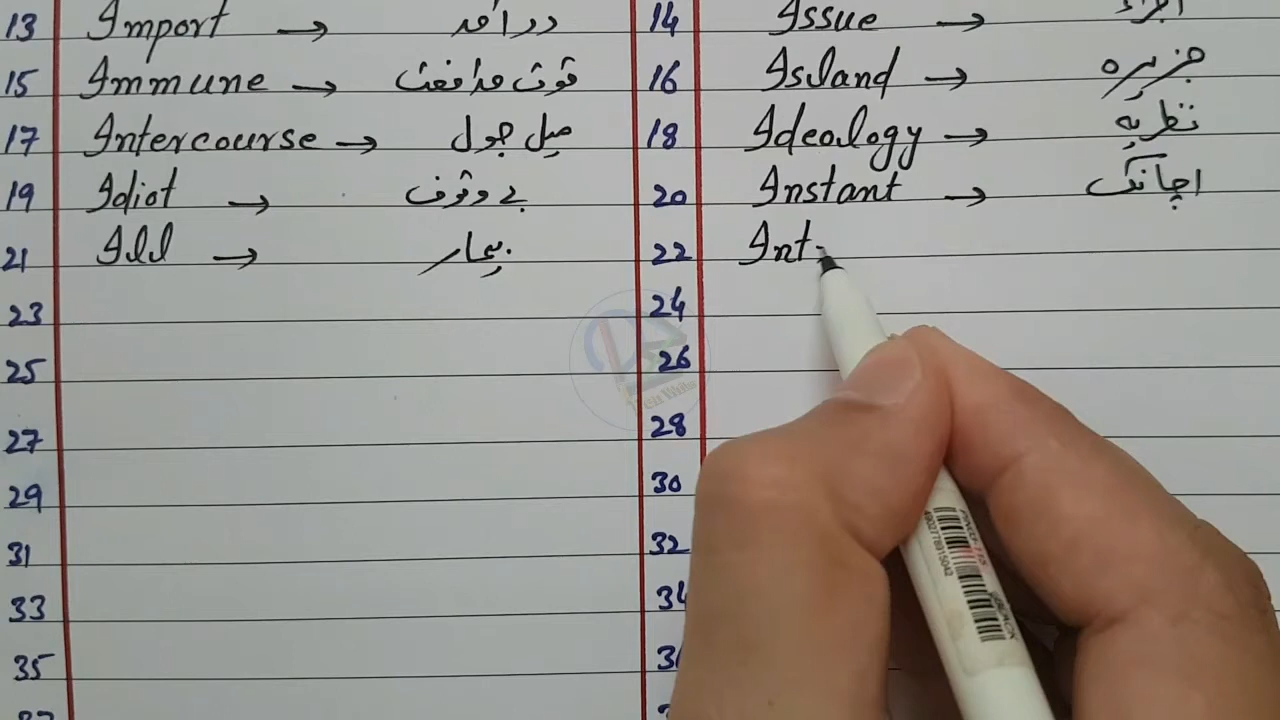 13 Import → درآمد 14 Issue →
15 Immune → قوت مدافعت 16 Island → جزیرہ
17 Intercourse → میل جول 18 Idealogy → نظریہ
19 Idiot → بے وقوف 20 Instant → اچانک
21 Ill → بیمار 22 Int
23 24
25 26
27 28
29 30
31 32
33 34
35